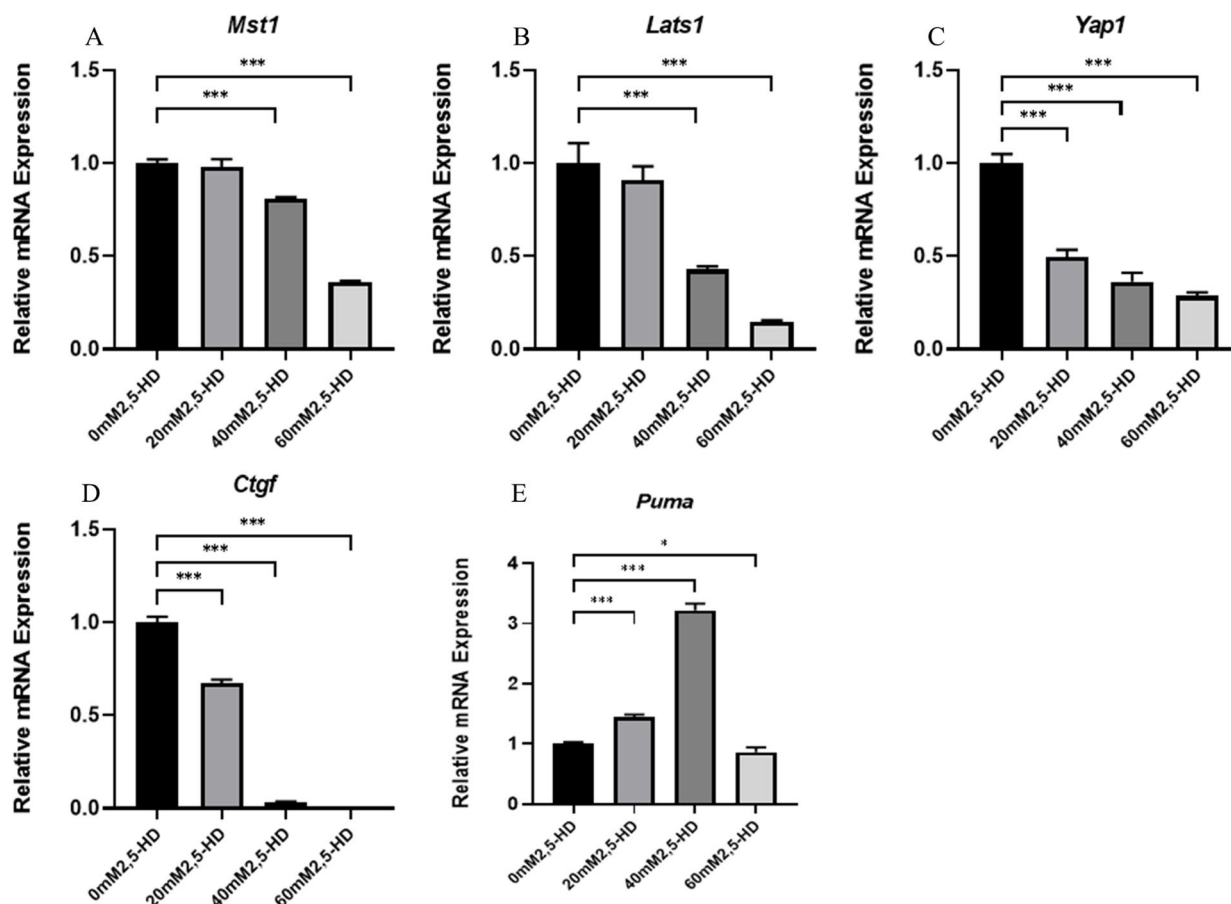 A
Mst1
Relative mRNA Expression
1.5
1.0
0.5
0.0
***
***
0mM2,5-HD
20mM2,5-HD
40mM2,5-HD
60mM2,5-HD
B
Lats1
Relative mRNA Expression
1.5
1.0
0.5
0.0
***
***
0mM2,5-HD
20mM2,5-HD
40mM2,5-HD
60mM2,5-HD
C
Yap1
Relative mRNA Expression
1.5
1.0
0.5
0.0
***
***
***
0mM2,5-HD
20mM2,5-HD
40mM2,5-HD
60mM2,5-HD
D
Ctgf
Relative mRNA Expression
1.5
1.0
0.5
0.0
***
***
***
0mM2,5-HD
20mM2,5-HD
40mM2,5-HD
60mM2,5-HD
E
Puma
Relative mRNA Expression
4
3
2
1
0
*
***
***
0mM2,5-HD
20mM2,5-HD
40mM2,5-HD
60mM2,5-HD